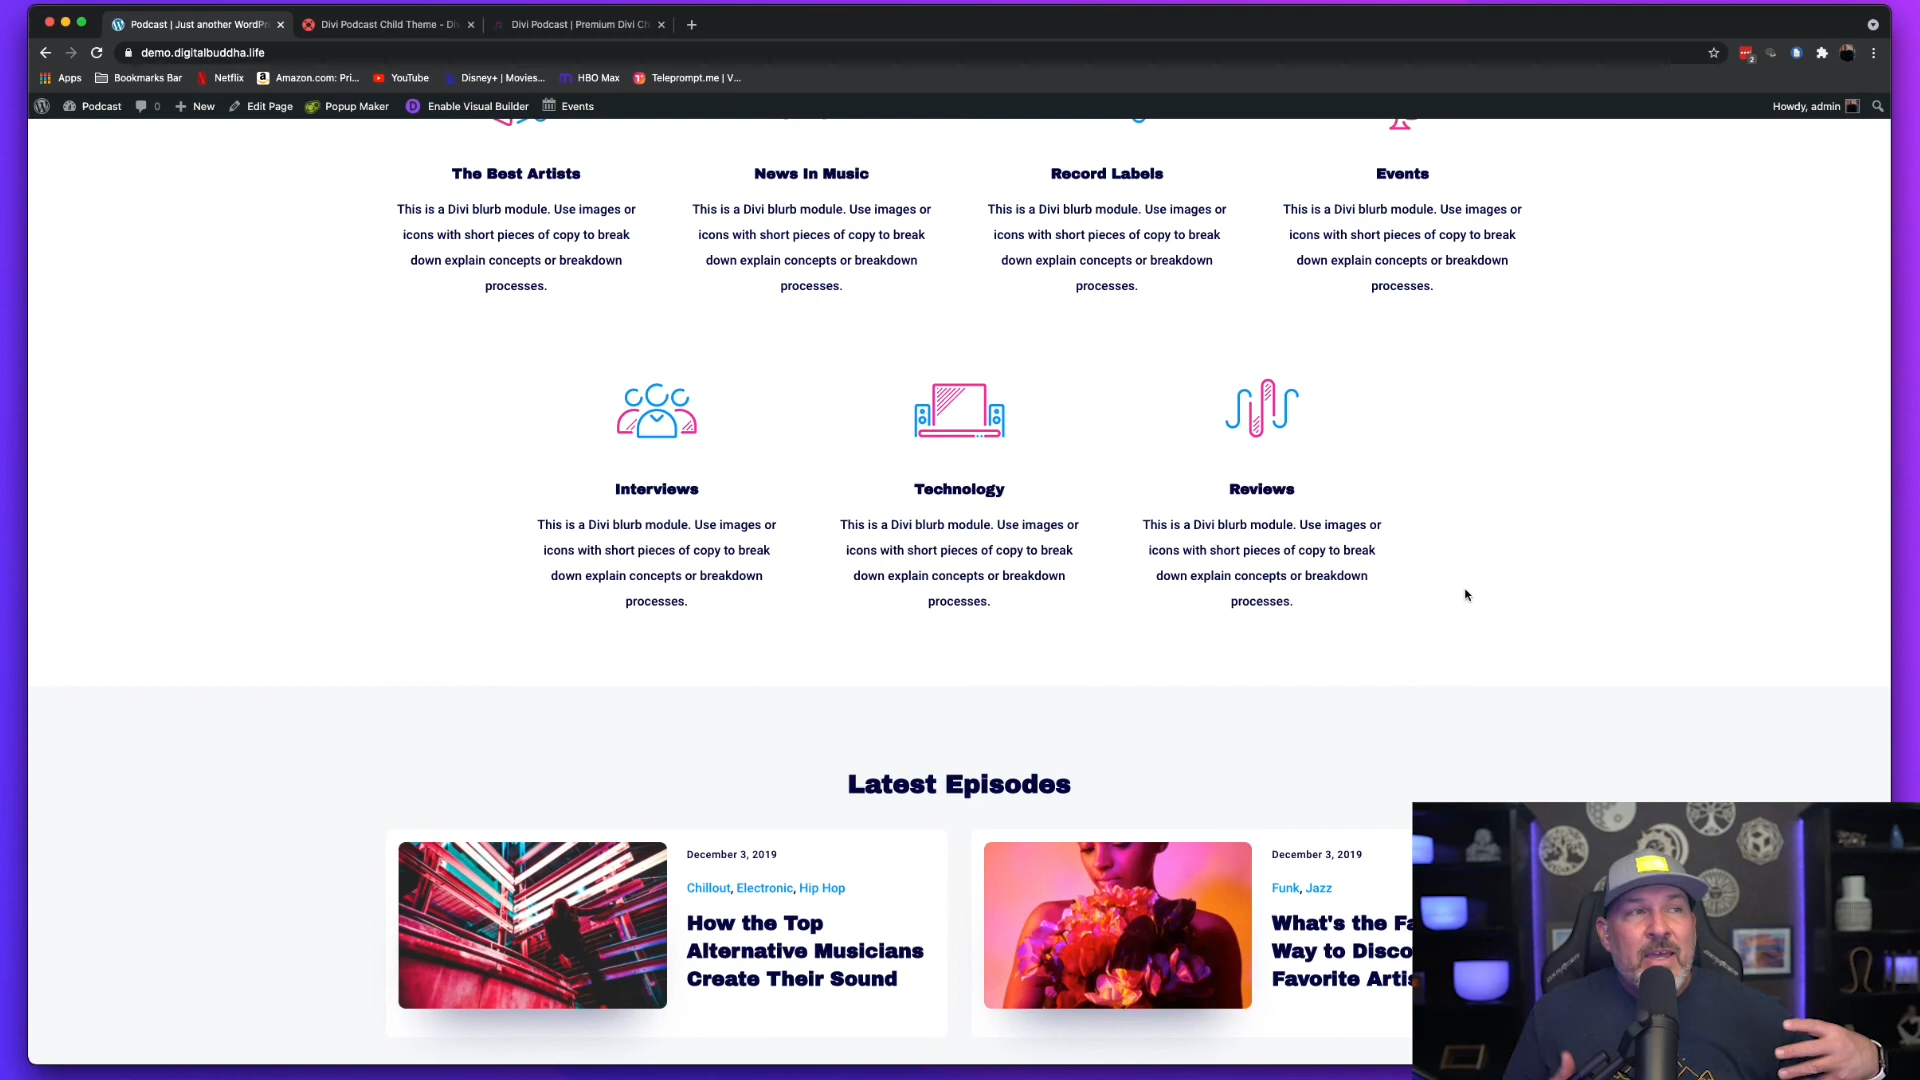 Podcast | Just another WordPr
Divi Podcast Child Theme - Di
Divi Podcast | Premium Divi Ch
demo.digitalbuddha.life
2
Apps
Bookmarks Bar
Netflix
Amazon.com: Pri...
YouTube
Disney+ | Movies...
HBO Max
Teleprompt.me | V...
Podcast
0
New
Edit Page
Popup Maker
D
Enable Visual Builder
Events
Howdy, admin
The Best Artists
This is a Divi blurb module. Use images or
icons with short pieces of copy to break
down explain concepts or breakdown
processes.
News In Music
This is a Divi blurb module. Use images or
icons with short pieces of copy to break
down explain concepts or breakdown
processes.
Record Labels
This is a Divi blurb module. Use images or
icons with short pieces of copy to break
down explain concepts or breakdown
processes.
Events
This is a Divi blurb module. Use images or
icons with short pieces of copy to break
down explain concepts or breakdown
processes.
Interviews
This is a Divi blurb module. Use images or
icons with short pieces of copy to break
down explain concepts or breakdown
processes.
Technology
This is a Divi blurb module. Use images or
icons with short pieces of copy to break
down explain concepts or breakdown
processes.
Reviews
This is a Divi blurb module. Use images or
icons with short pieces of copy to break
down explain concepts or breakdown
processes.
Latest Episodes
December 3, 2019
Chillout, Electronic, Hip Hop
How the Top
Alternative Musicians
Create Their Sound
December 3, 2019
Funk, Jazz
What's the Fa
Way to Disco
Favorite Artis